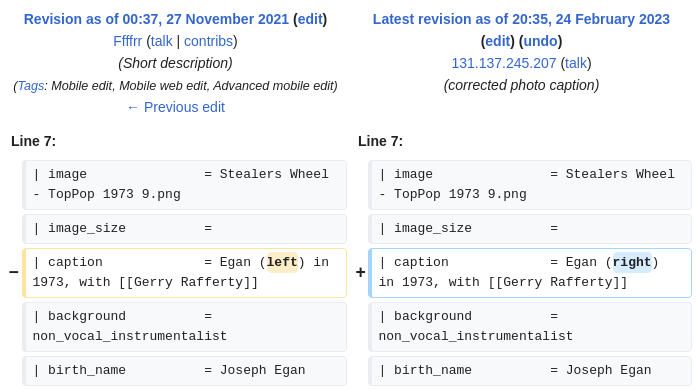 Revision as of 00:37, 27 November 2021 (edit)
Ffffrr (talk | contribs)
(Short description)
(Tags: Mobile edit, Mobile web edit, Advanced mobile edit)
← Previous edit
Latest revision as of 20:35, 24 February 2023
(edit) (undo)
131.137.245.207 (talk)
(corrected photo caption)
Line 7:
| image = Stealers Wheel
- TopPop 1973 9.png
| image_size =
− | caption = Egan (left) in
1973, with [[Gerry Rafferty]]
| background =
non_vocal_instrumentalist
| birth_name = Joseph Egan
Line 7:
| image = Stealers Wheel
- TopPop 1973 9.png
| image_size =
+ | caption = Egan (right)
in 1973, with [[Gerry Rafferty]]
| background =
non_vocal_instrumentalist
| birth_name = Joseph Egan